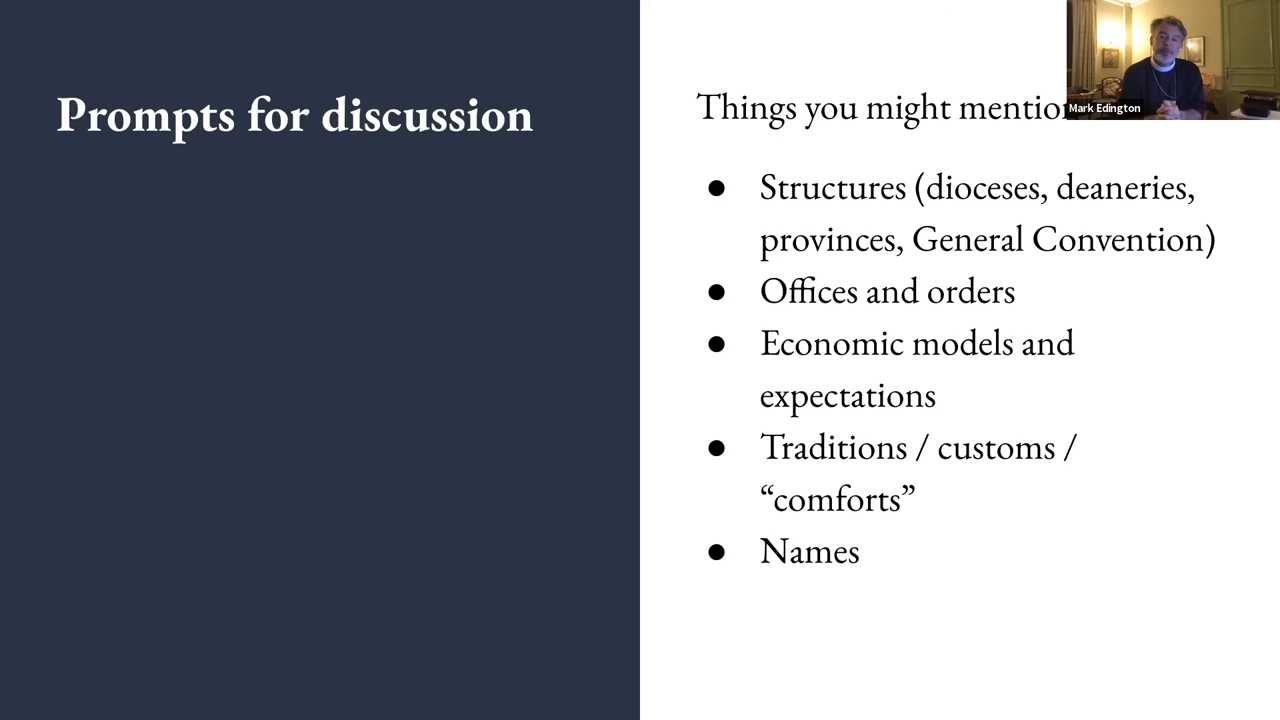 Prompts for discussion
Things you might mention
Mark Edington
● Structures (dioceses, deaneries,
provinces, General Convention)
● Offices and orders
● Economic models and
expectations
● Traditions / customs /
“comforts”
● Names